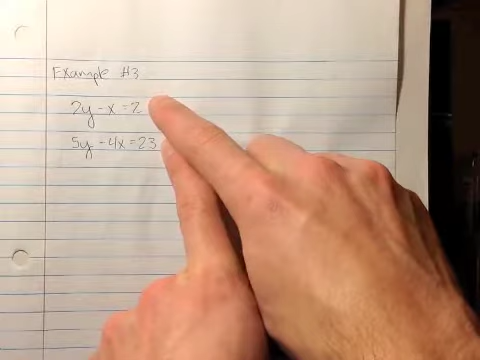 Example #3
2y - x = 2
5y - 4x = 23